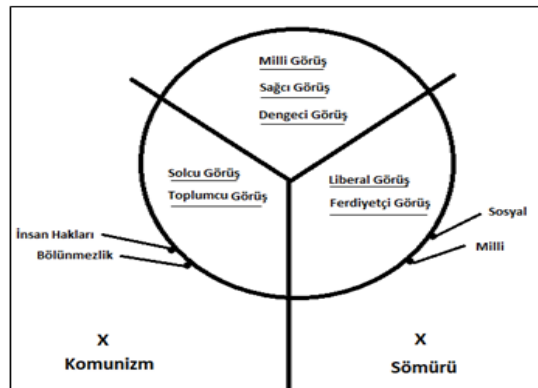 Milli Görüş
Sağcı Görüş
Dengeci Görüş
Solcu Görüş
Toplumcu Görüş
Liberal Görüş
Ferdiyetçi Görüş
İnsan Hakları
Bölünmezlik
Sosyal
Milli
X
Komunizm
X
Sömürü